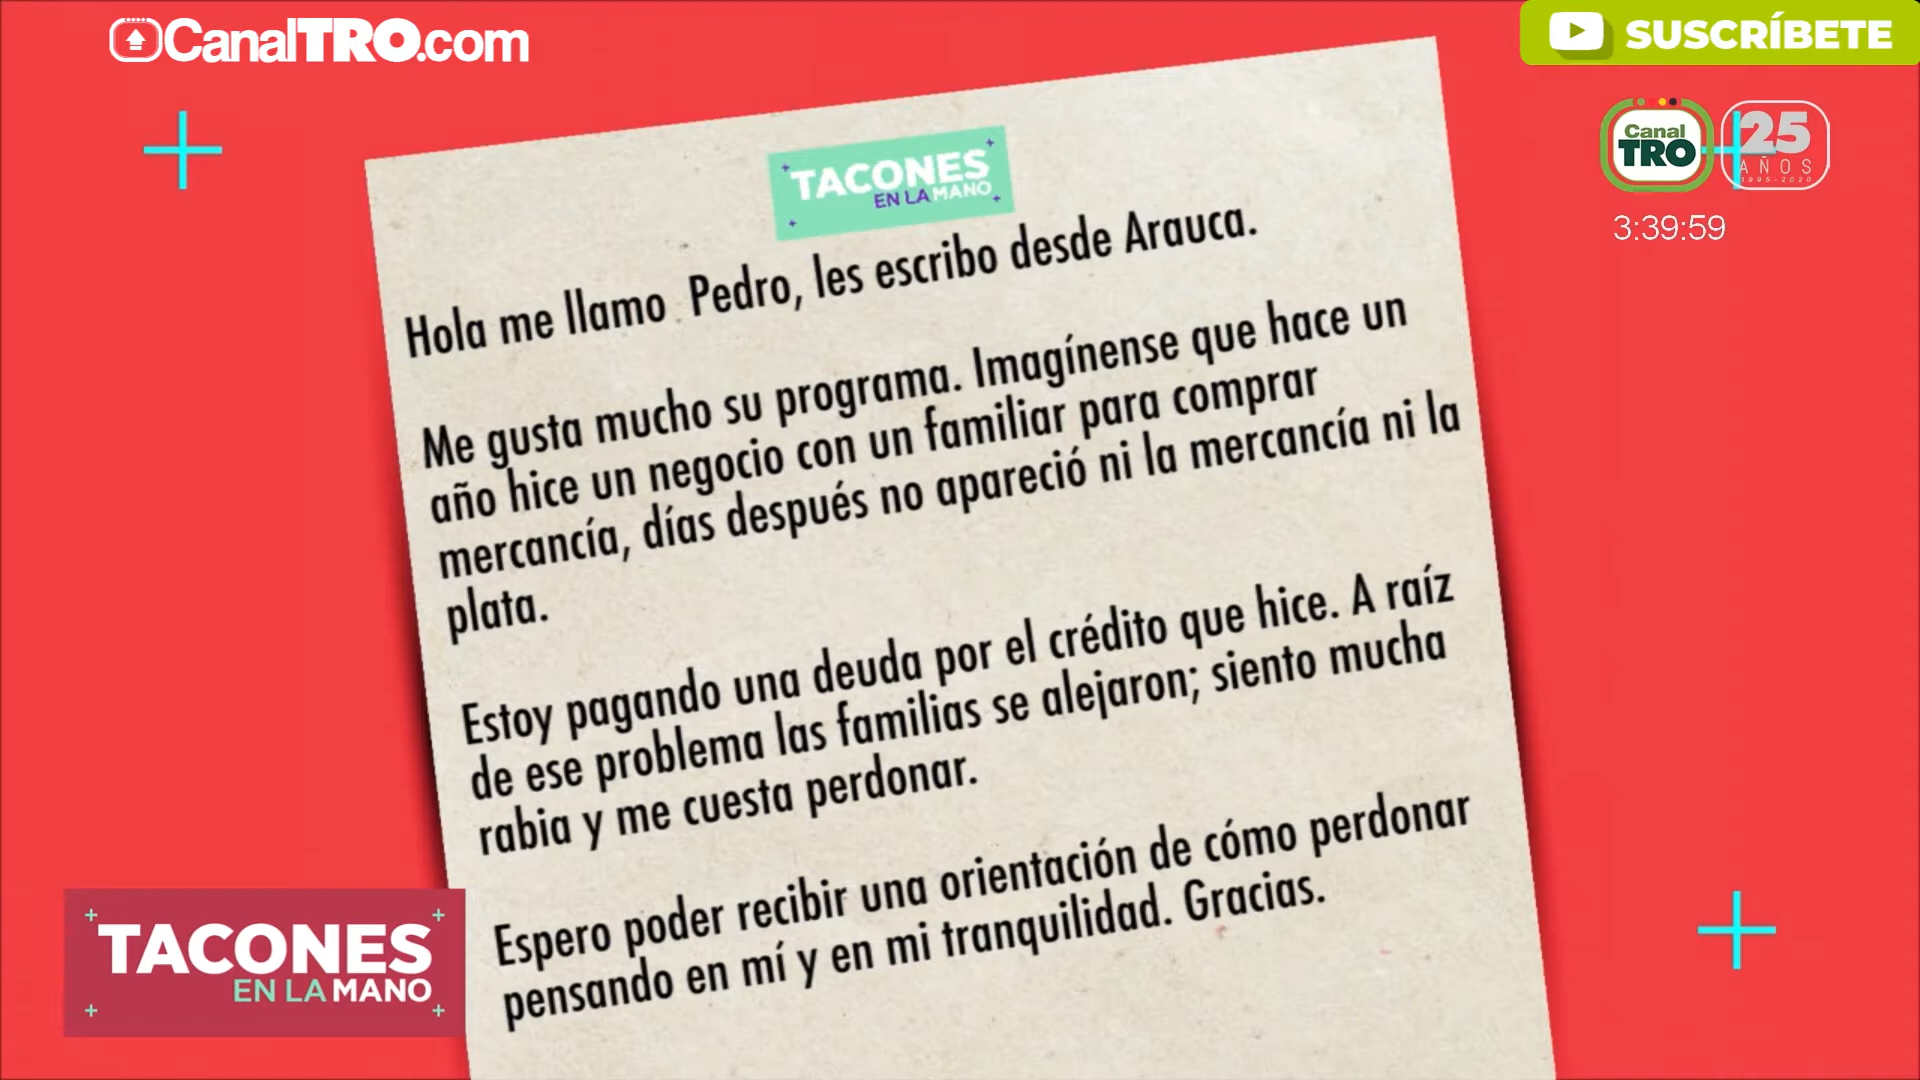 CanalTRO.com
SUSCRÍBETE
Canal
TRO
25
AÑOS
1995-2020
3:39:59
TACONES
EN LA MANO
Hola me llamo Pedro, les escribo desde Arauca.
Me gusta mucho su programa. Imagínense que hace un
año hice un negocio con un familiar para comprar
mercancía, días después no apareció ni la mercancía ni la
plata.
Estoy pagando una deuda por el crédito que hice. A raíz
de ese problema las familias se alejaron; siento mucha
rabia y me cuesta perdonar.
Espero poder recibir una orientación de cómo perdonar
pensando en mí y en mi tranquilidad. Gracias.
TACONES
EN LA MANO